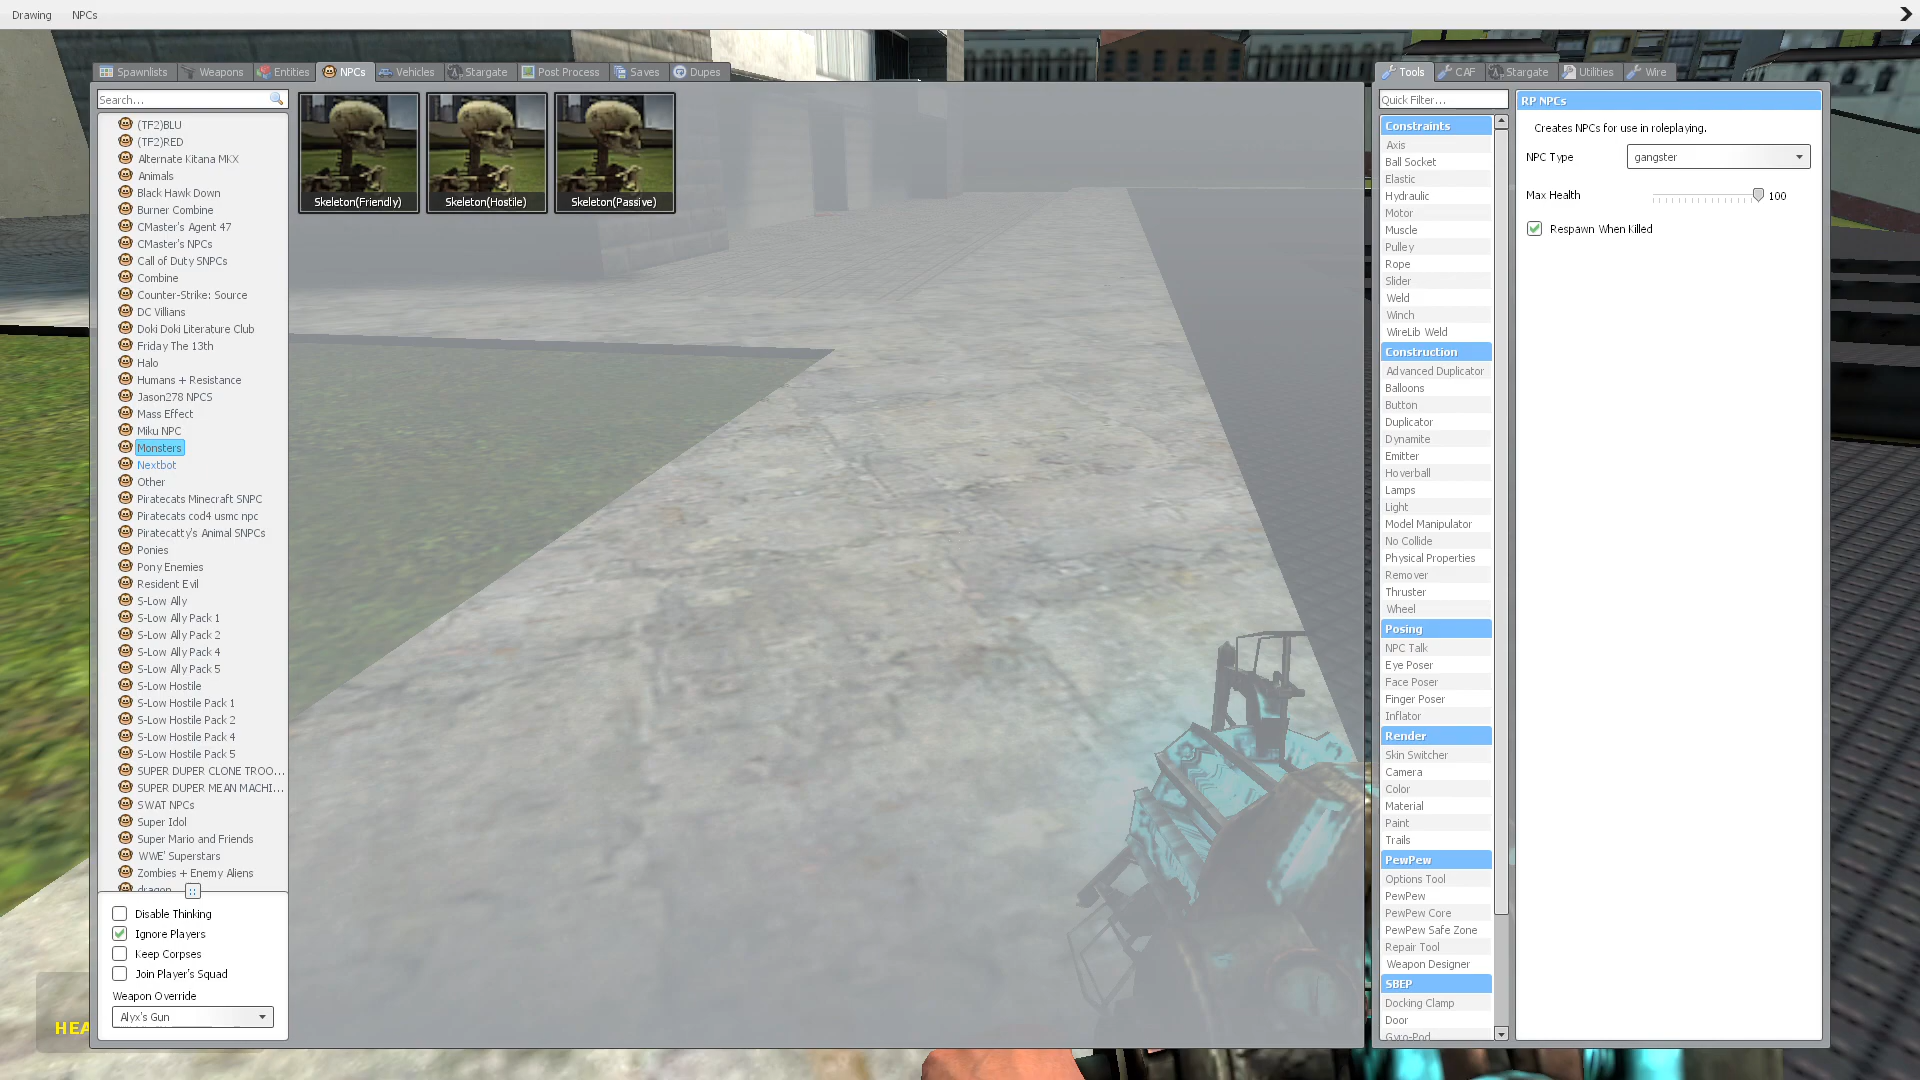 Drawing NPCs
Spawnlists Weapons Entities NPCs Vehicles Stargate Post Process Saves Dupes
Search...
(TF2)BLU
(TF2)RED
Alternate Kitana MKX
Animals
Black Hawk Down
Burner Combine
CMaster's Agent 47
CMaster's NPCs
Call of Duty SNPCs
Combine
Counter-Strike: Source
DC Villians
Doki Doki Literature Club
Friday The 13th
Halo
Humans + Resistance
Jason278 NPCS
Mass Effect
Miku NPC
Monsters
Nextbot
Other
Piratecats Minecraft SNPC
Piratecats cod4 usmc npc
Piratecatty's Animal SNPCs
Ponies
Pony Enemies
Resident Evil
S-Low Ally
S-Low Ally Pack 1
S-Low Ally Pack 2
S-Low Ally Pack 4
S-Low Ally Pack 5
S-Low Hostile
S-Low Hostile Pack 1
S-Low Hostile Pack 2
S-Low Hostile Pack 4
S-Low Hostile Pack 5
SUPER DUPER CLONE TROO...
SUPER DUPER MEAN MACHI...
SWAT NPCs
Super Idol
Super Mario and Friends
WWE' Superstars
Zombies + Enemy Aliens
dragon
Disable Thinking
Ignore Players
Keep Corpses
Join Player's Squad
Weapon Override
Alyx's Gun
HEA
Skeleton(Friendly) Skeleton(Hostile) Skeleton(Passive)
Tools CAF Stargate Utilities Wire
Quick Filter...
Constraints
Axis
Ball Socket
Elastic
Hydraulic
Motor
Muscle
Pulley
Rope
Slider
Weld
Winch
WireLib Weld
Construction
Advanced Duplicator
Balloons
Button
Duplicator
Dynamite
Emitter
Hoverball
Lamps
Light
Model Manipulator
No Collide
Physical Properties
Remover
Thruster
Wheel
Posing
NPC Talk
Eye Poser
Face Poser
Finger Poser
Inflator
Render
Skin Switcher
Camera
Color
Material
Paint
Trails
PewPew
Options Tool
PewPew
PewPew Core
PewPew Safe Zone
Repair Tool
Weapon Designer
SBEP
Docking Clamp
Door
Gyro-Pod
RP NPCs
Creates NPCs for use in roleplaying.
NPC Type gangster
Max Health 100
Respawn When Killed